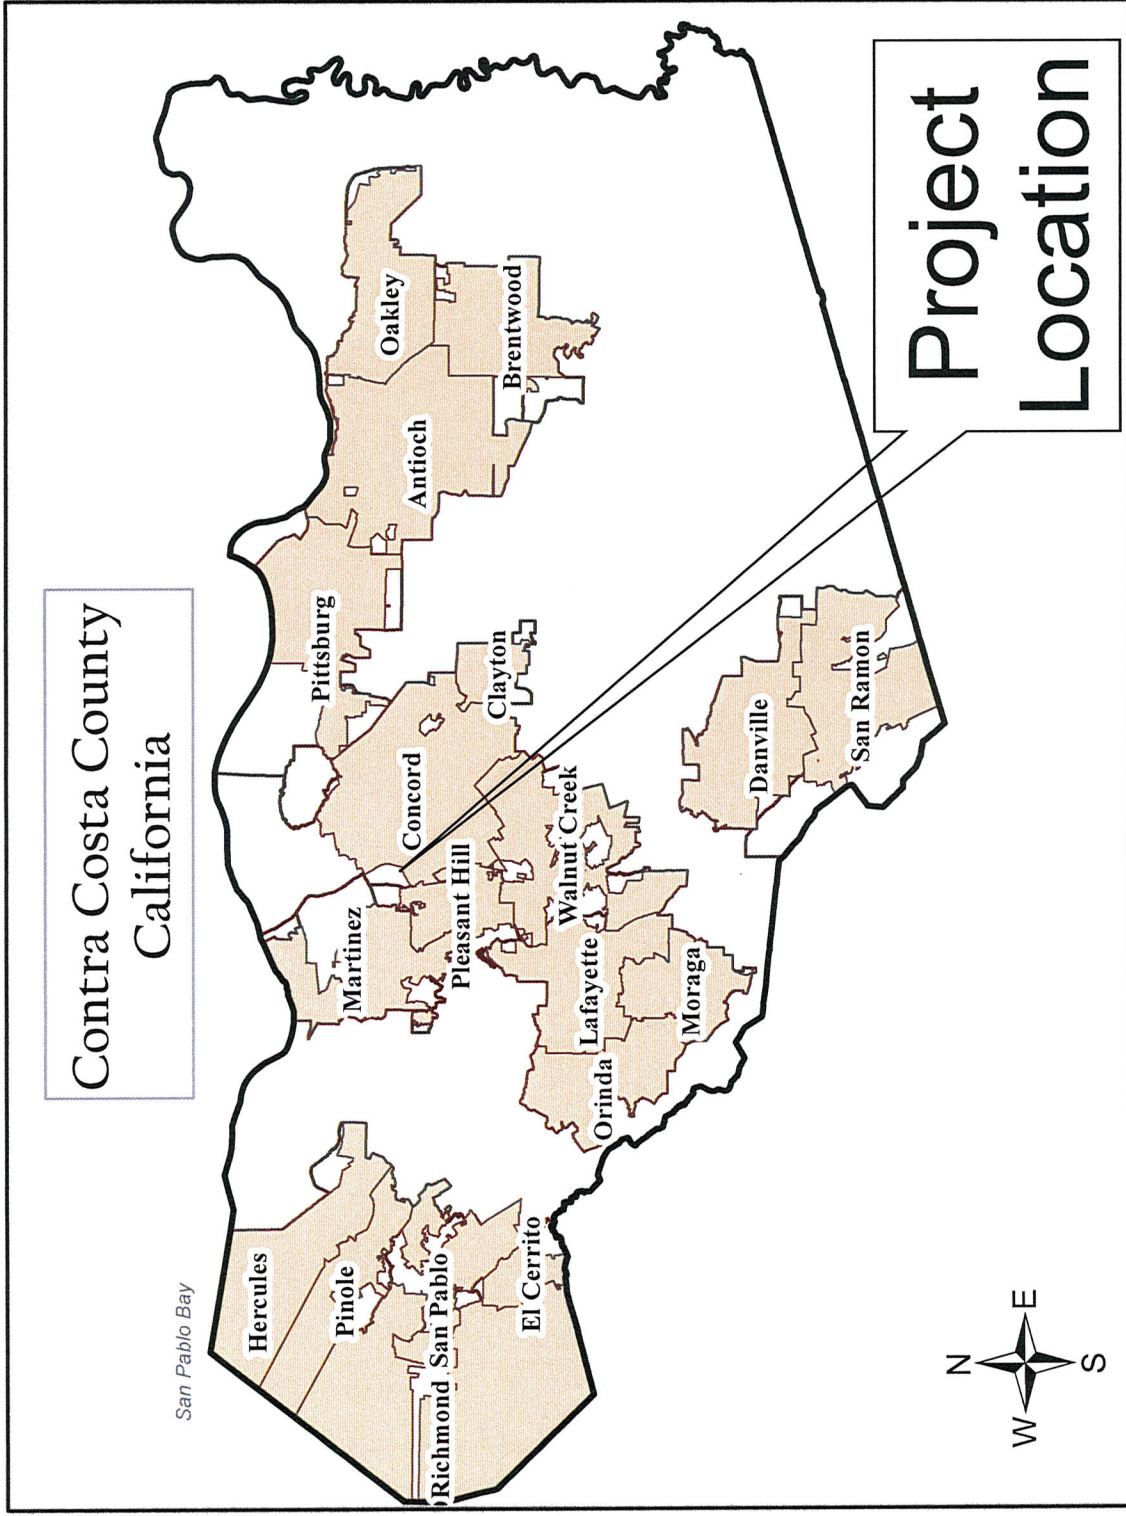 Contra Costa County
California
San Pablo Bay
Hercules
Pinole
Richmond
San Pablo
El Cerrito
Martinez
Pleasant Hill
Concord
Clayton
Pittsburg
Antioch
Oakley
Brentwood
Walnut Creek
Lafayette
Orinda
Moraga
Danville
San Ramon
Project
Location
N
W
E
S